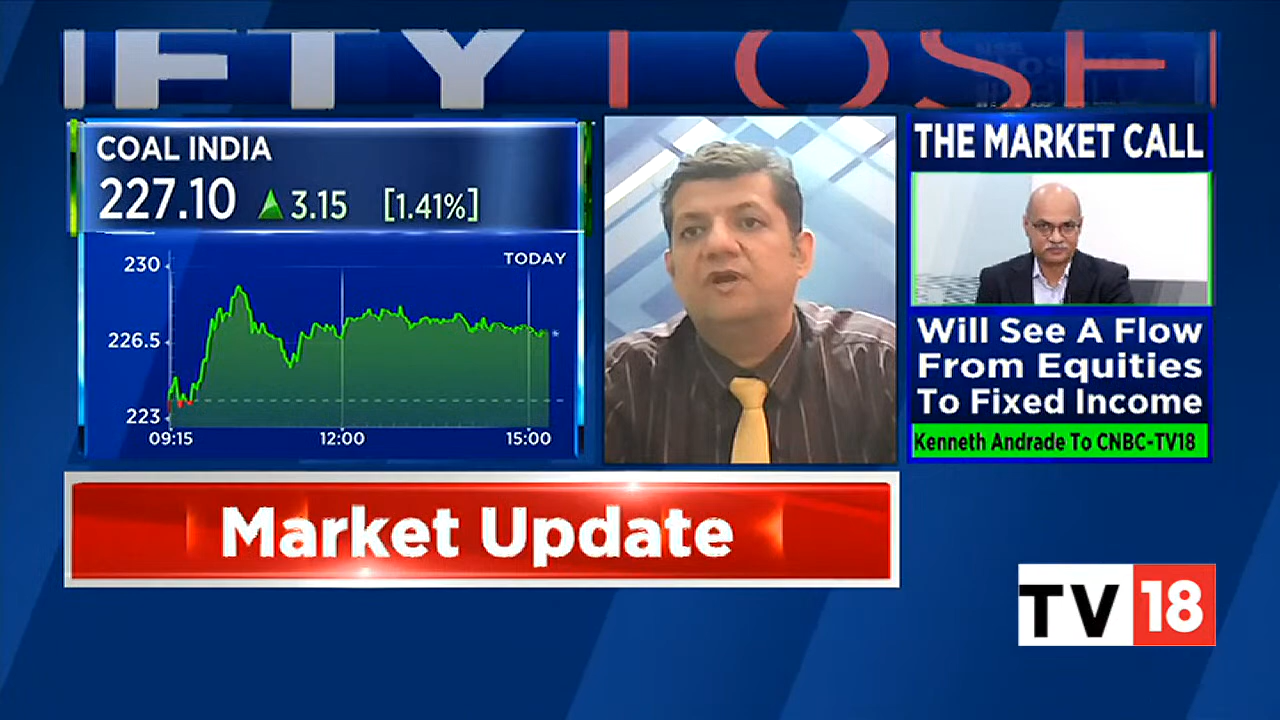 FTY LOSE
COAL INDIA
227.10 ▲ 3.15 [1.41%]
TODAY
230
226.5
223
09:15 12:00 15:00
THE MARKET CALL
Will See A Flow
From Equities
To Fixed Income
Kenneth Andrade To CNBC-TV18
Market Update
TV18